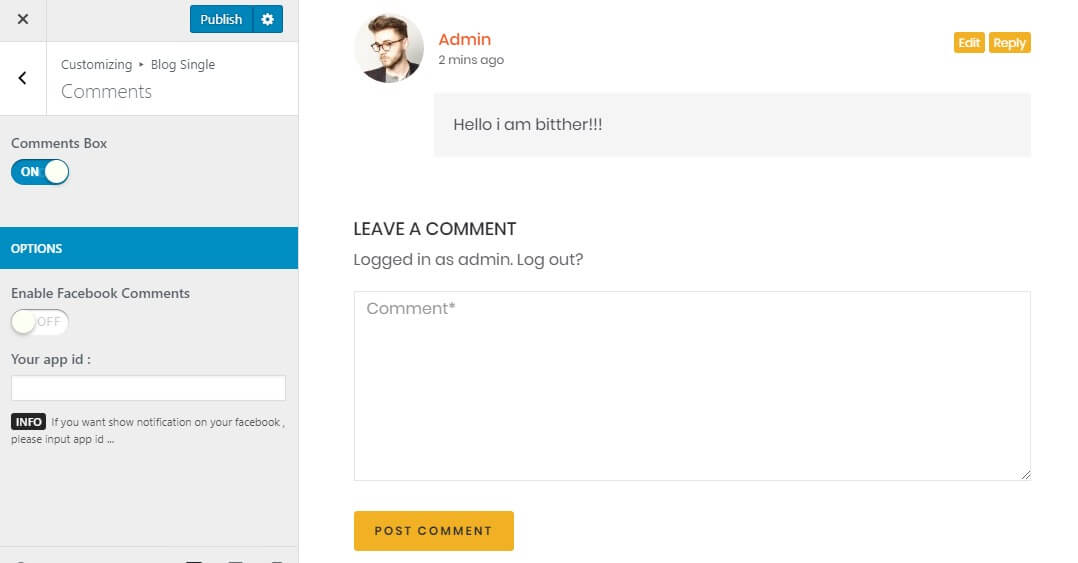 Publish
Customizing ▸ Blog Single
Comments
Comments Box
ON
OPTIONS
Enable Facebook Comments
OFF
Your app id :
INFO If you want show notification on your facebook ,
please input app id ...
Admin
Edit Reply
2 mins ago
Hello i am bitther!!!
LEAVE A COMMENT
Logged in as admin. Log out?
Comment*
POST COMMENT